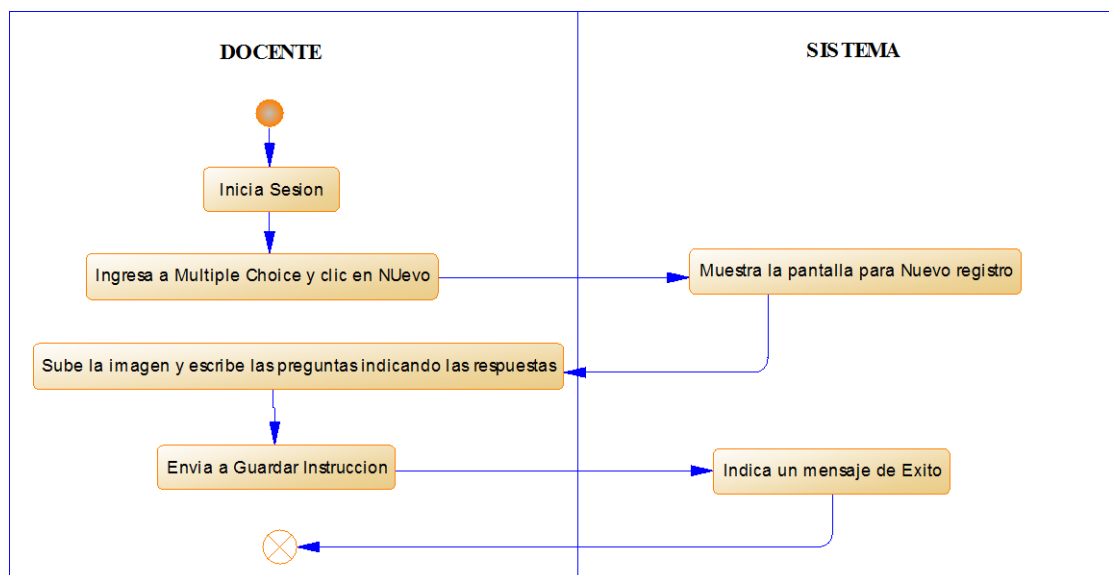 DOCENTE
SISTEMA
Inicia Sesion
Ingresa a Multiple Choice y clic en NUevo
Muestra la pantalla para Nuevo registro
Sube la imagen y escribe las preguntas indicando las respuestas
Envia a Guardar Instruccion
Indica un mensaje de Exito